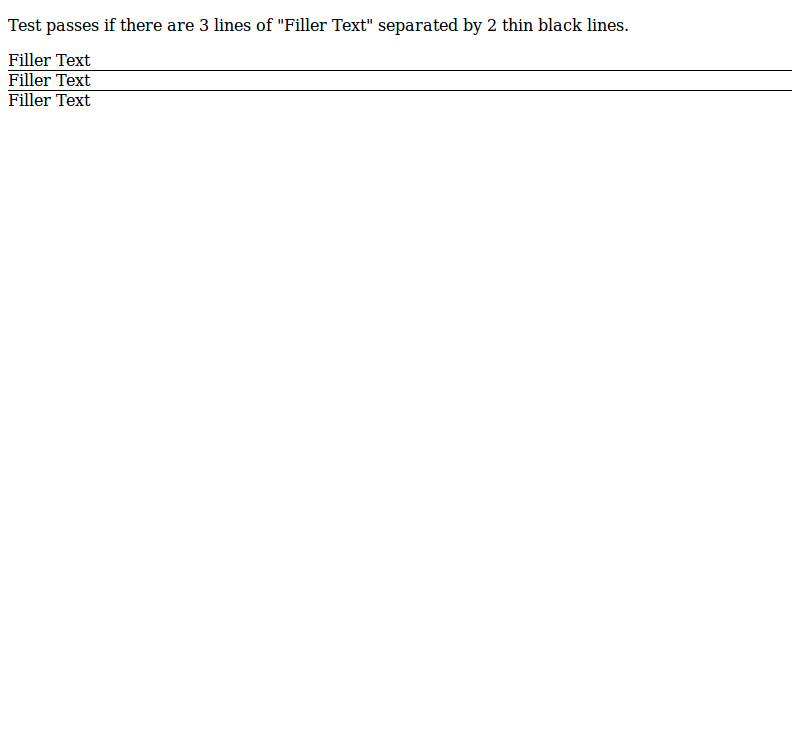 Test passes if there are 3 lines of "Filler Text" separated by 2 thin black lines.
Filler Text
Filler Text
Filler Text